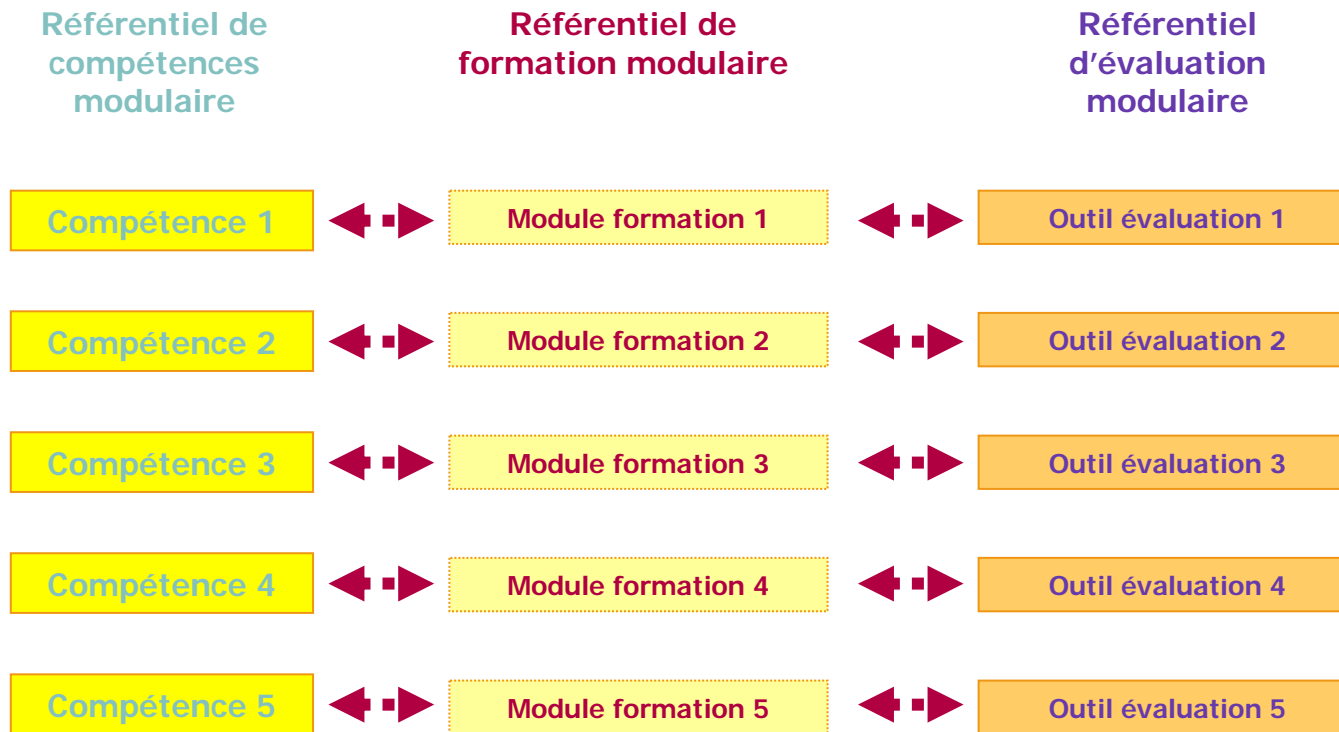 Référentiel de
compétences
modulaire
Référentiel de
formation modulaire
Référentiel
d'évaluation
modulaire
Compétence 1
Module formation 1
Outil évaluation 1
Compétence 2
Module formation 2
Outil évaluation 2
Compétence 3
Module formation 3
Outil évaluation 3
Compétence 4
Module formation 4
Outil évaluation 4
Compétence 5
Module formation 5
Outil évaluation 5